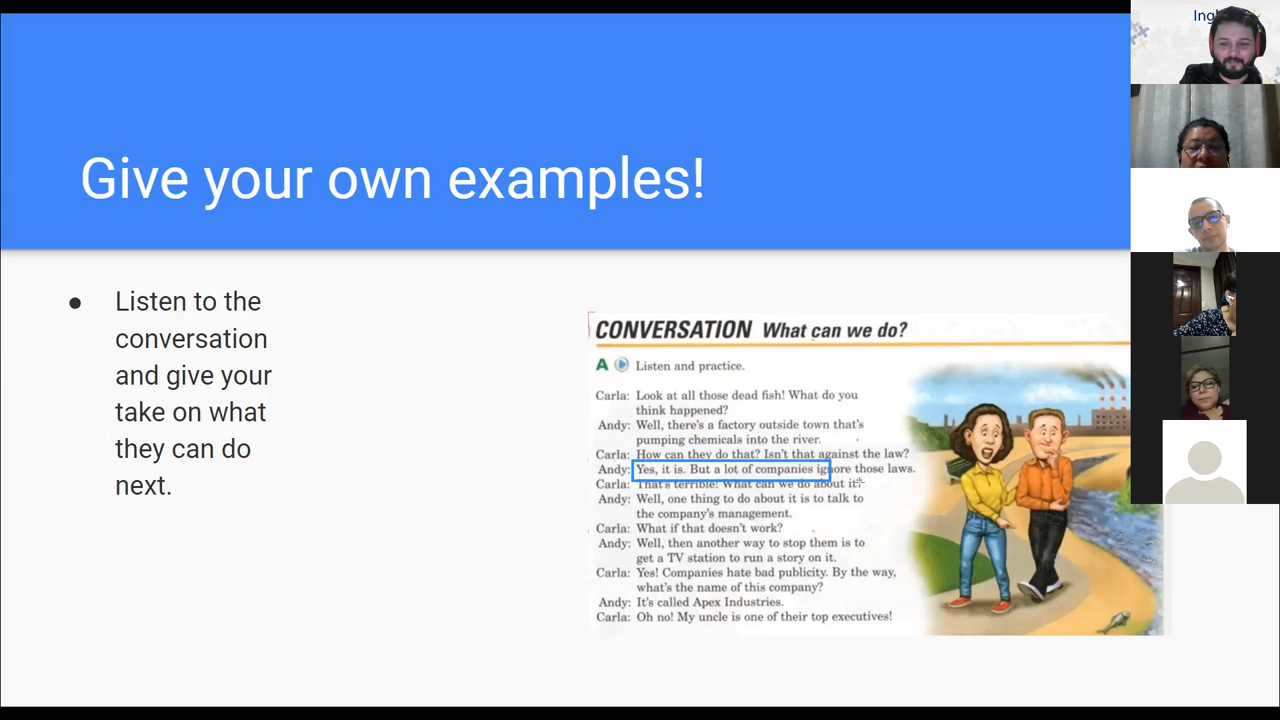 Give your own examples!
● Listen to the
conversation
and give your
take on what
they can do
next.
CONVERSATION What can we do?
A Listen and practice.
Carla: Look at all those dead fish! What do you
think happened?
Andy: Well, there's a factory outside town that's
pumping chemicals into the river.
Carla: How can they do that? Isn't that against the law?
Andy: Yes, it is. But a lot of companies ignore those laws.
Carla: That's terrible! What can we do about it?
Andy: Well, one thing to do about it is to talk to
the company's management.
Carla: What if that doesn't work?
Andy: Well, then another way to stop them is to
get a TV station to run a story on it.
Carla: Yes! Companies hate bad publicity. By the way,
what's the name of this company?
Andy: It's called Apex Industries.
Carla: Oh no! My uncle is one of their top executives!